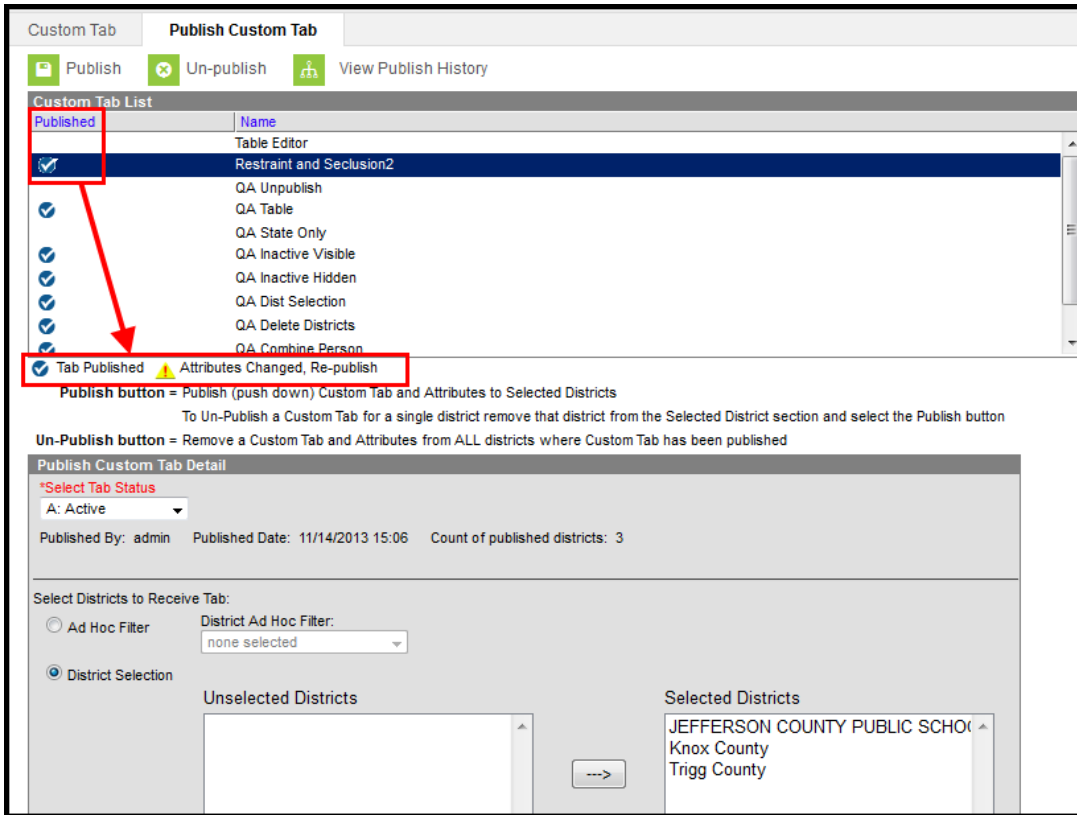 Custom Tab Publish Custom Tab
Publish Un-publish View Publish History
Custom Tab List
Published Name
Table Editor
Restraint and Seclusion2
QA Unpublish
QA Table
QA State Only
QA Inactive Visible
QA Inactive Hidden
QA Dist Selection
QA Delete Districts
QA Combine Person
Tab Published Attributes Changed, Re-publish
Publish button = Publish (push down) Custom Tab and Attributes to Selected Districts
To Un-Publish a Custom Tab for a single district remove that district from the Selected District section and select the Publish button
Un-Publish button = Remove a Custom Tab and Attributes from ALL districts where Custom Tab has been published
Publish Custom Tab Detail
*Select Tab Status
A: Active
Published By: admin Published Date: 11/14/2013 15:06 Count of published districts: 3
Select Districts to Receive Tab:
Ad Hoc Filter District Ad Hoc Filter:
none selected
District Selection
Unselected Districts Selected Districts
JEFFERSON COUNTY PUBLIC SCHOO
Knox County
--->
Trigg County